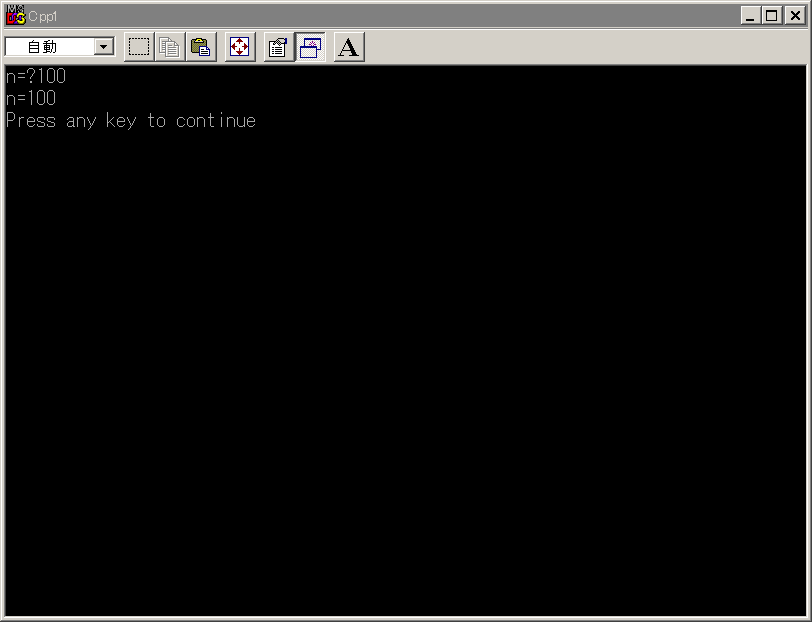 Cpp1
自動
A
n=?100
n=100
Press any key to continue